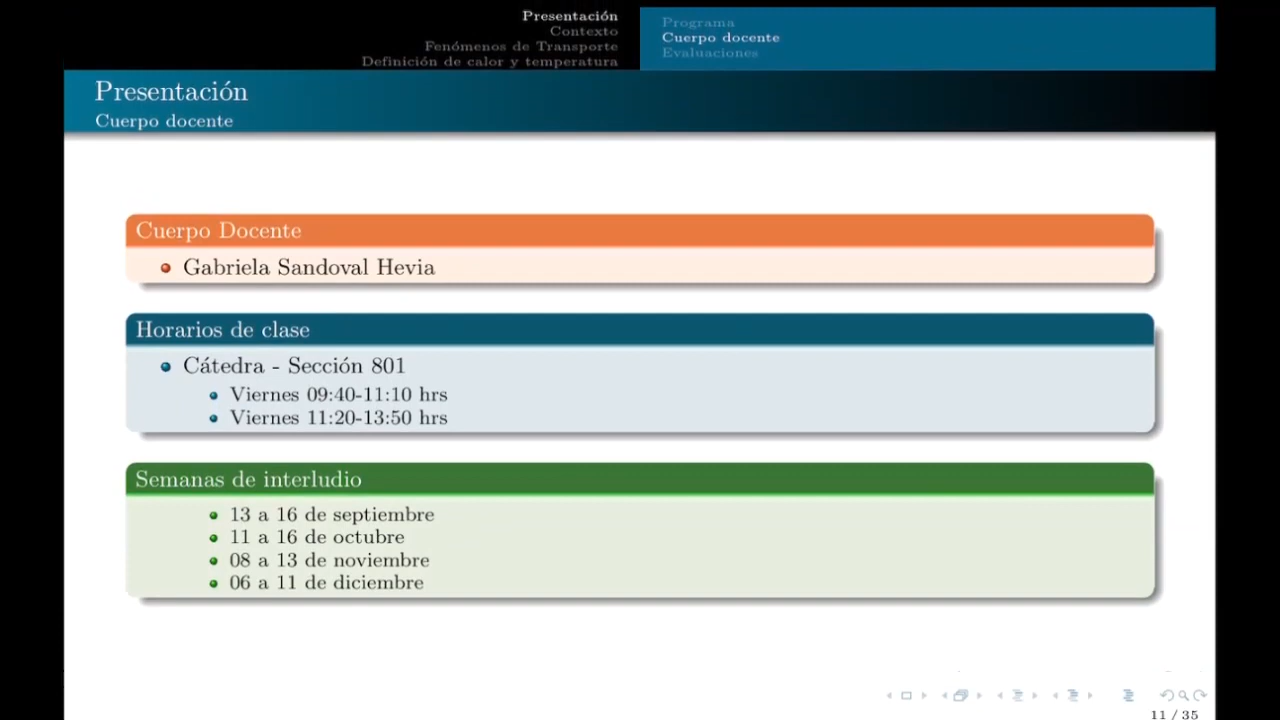 Presentación
Contexto
Fenómenos de Transporte
Definición de calor y temperatura
Programa
Cuerpo docente
Evaluaciones
Presentación
Cuerpo docente
Cuerpo Docente
Gabriela Sandoval Hevia
Horarios de clase
Cátedra - Sección 801
Viernes 09:40-11:10 hrs
Viernes 11:20-13:50 hrs
Semanas de interludio
13 a 16 de septiembre
11 a 16 de octubre
08 a 13 de noviembre
06 a 11 de diciembre
11 / 35